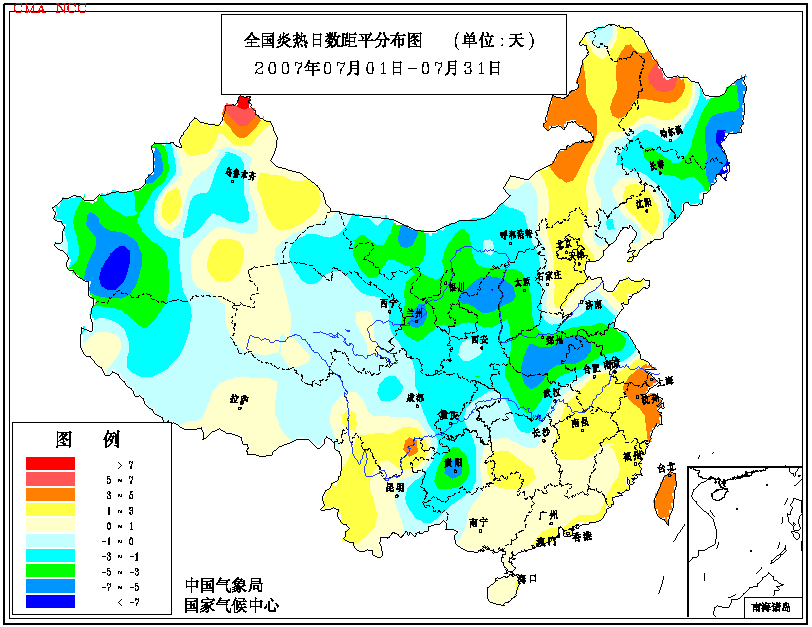 CMA NCC
全国炎热日数距平分布图 (单位:天)
2007年07月01日-07月31日
哈尔滨
长春
乌鲁木齐
沈阳
呼和浩特
北京
天津
石家庄
太原
银川
西宁
济南
兰州
郑州
西安
合肥 南京
上海
拉萨
成都
武汉
杭州
重庆
南昌
长沙
贵阳
福州
台北
昆明
南宁
广州
澳门 香港
海口
图 例
> 7
5 ~ 7
3 ~ 5
1 ~ 3
0 ~ 1
-1 ~ 0
-3 ~ -1
-5 ~ -3
-7 ~ -5
< -7
中国气象局
国家气候中心
南海诸岛